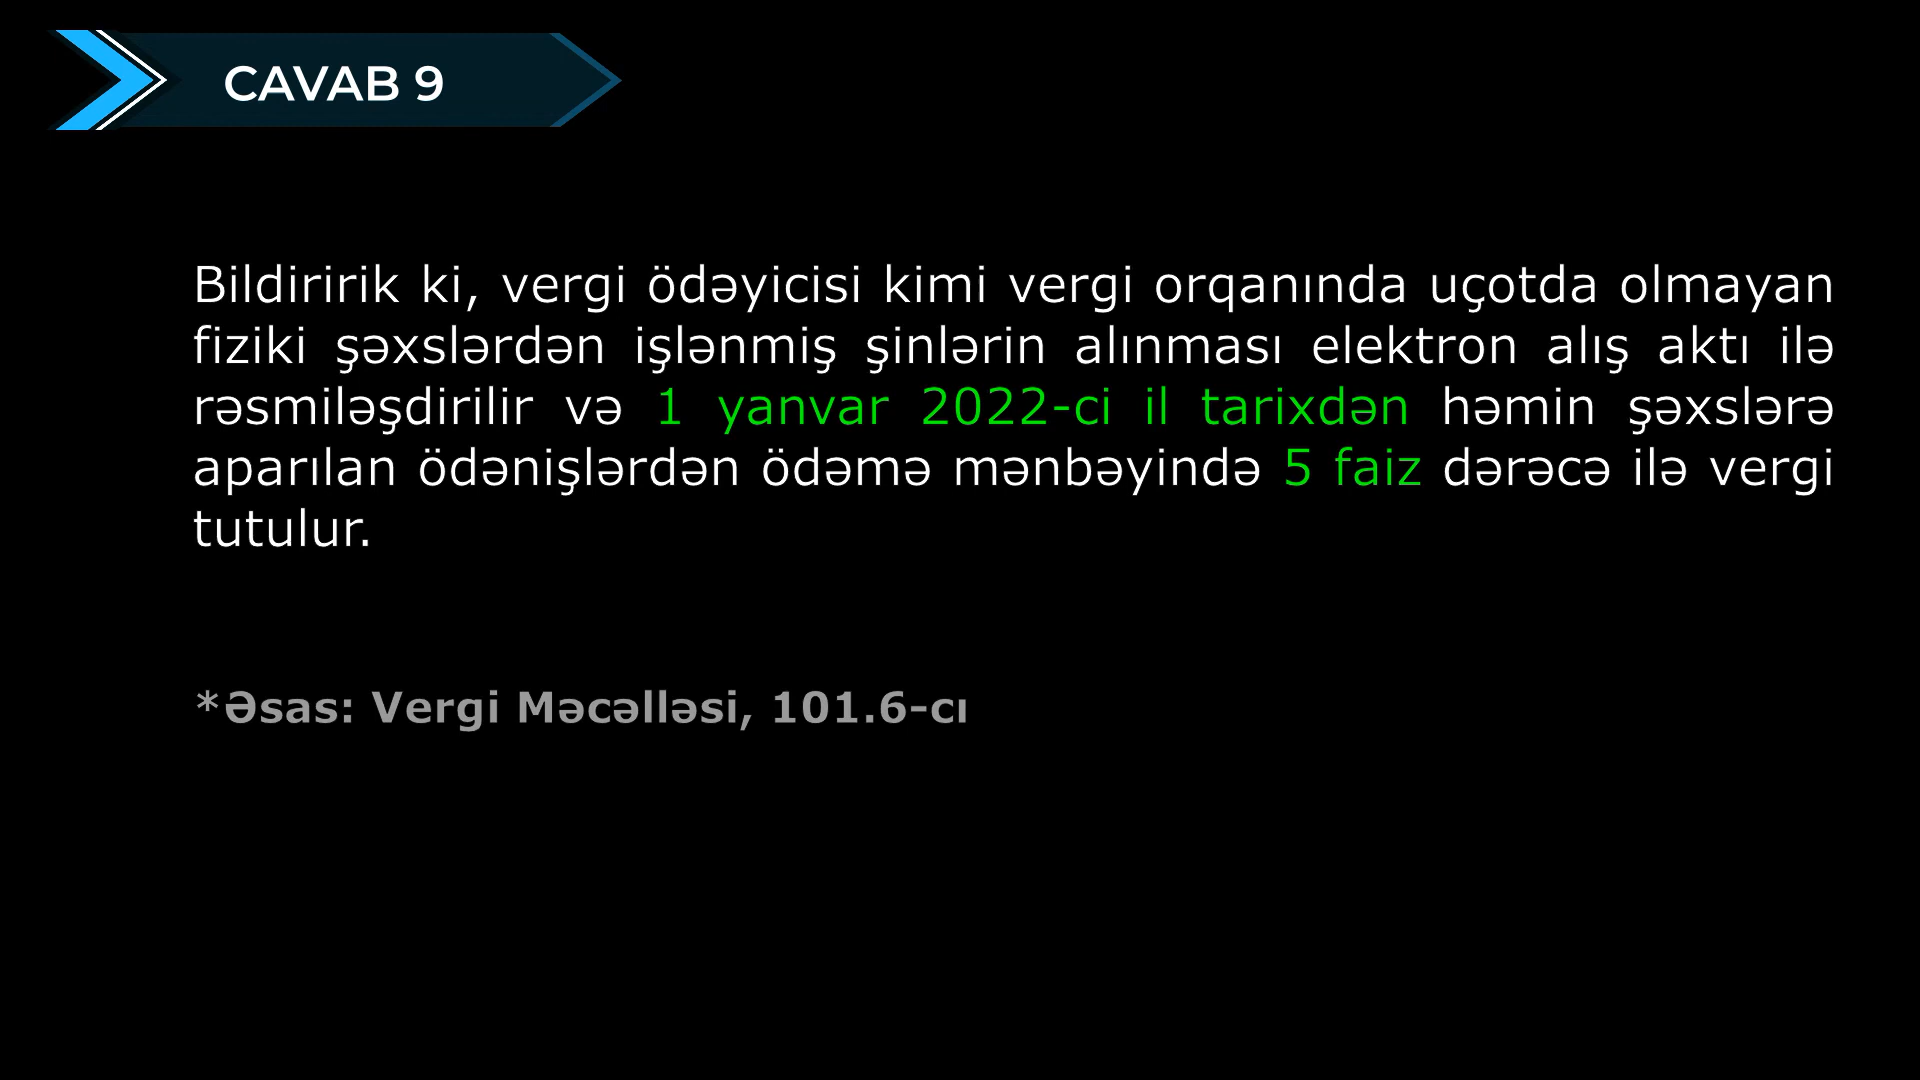 CAVAB 9
Bildiririk ki, vergi ödəyicisi kimi vergi orqanında uçotda olmayan
fiziki şəxslərdən işlənmiş şinlərin alınması elektron alış aktı ilə
rəsmiləşdirilir və 1 yanvar 2022-ci il tarixdən həmin şəxslərə
aparılan ödənişlərdən ödəmə mənbəyində 5 faiz dərəcə ilə vergi
tutulur.
*Əsas: Vergi Məcəlləsi, 101.6-cı